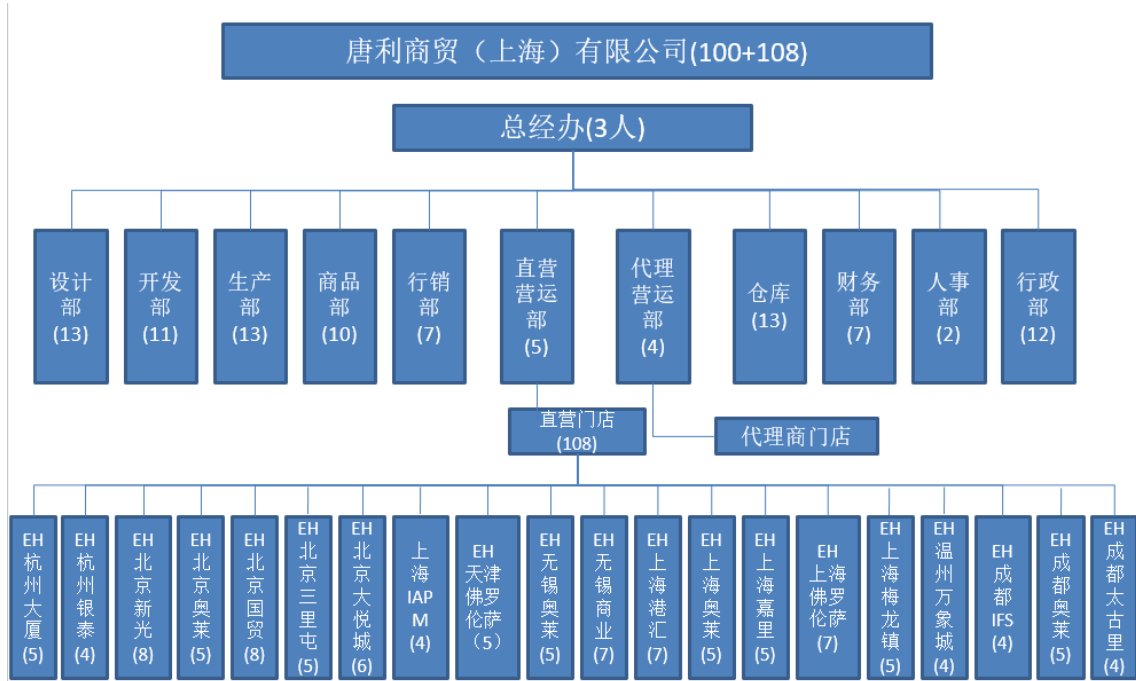 唐利商贸（上海）有限公司(100+108)
总经办(3人)
设计
部
(13)
开发
部
(11)
生产
部
(13)
商品
部
(10)
行销
部
(7)
直营
营运
部
(5)
代理
营运
部
(4)
仓库
(13)
财务
部
(7)
人事
部
(2)
行政
部
(12)
直营门店
(108)
代理商门店
EH
杭
州
大
厦
(5)
EH
杭
州
银
泰
(4)
EH
北
京
新
光
(8)
EH
北
京
奥
莱
(5)
EH
北
京
国
贸
(8)
EH
北
京
三
里
屯
(5)
EH
北
京
大
悦
城
(6)
上
海
IAP
M
(4)
EH
天津
佛罗
伦萨
（5）
EH
无
锡
奥
莱
(5)
EH
无
锡
商
业
(7)
EH
上
海
港
汇
(7)
EH
上
海
奥
莱
(5)
EH
上
海
嘉
里
(5)
EH
上海
佛罗
伦萨
(7)
EH
上
海
梅
龙
镇
(5)
EH
温
州
万
象
城
(4)
EH
成
都
IFS
(4)
EH
成
都
奥
莱
(5)
EH
成
都
太
古
里
(4)